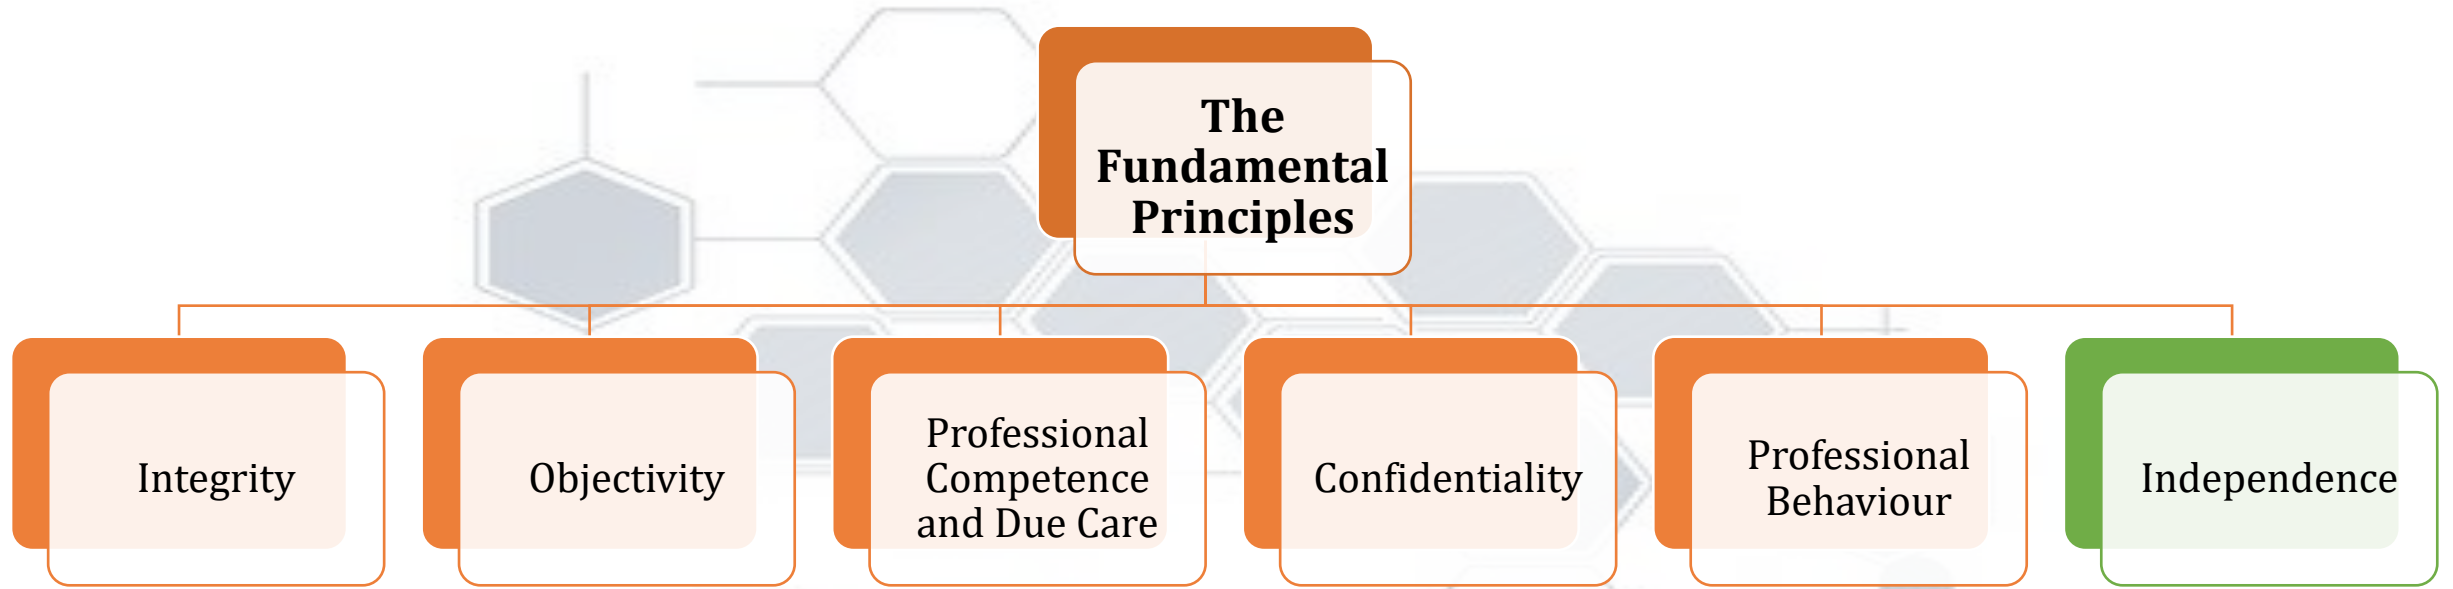 The
Fundamental
Principles
Integrity
Objectivity
Professional
Competence
and Due Care
Confidentiality
Professional
Behaviour
Independence